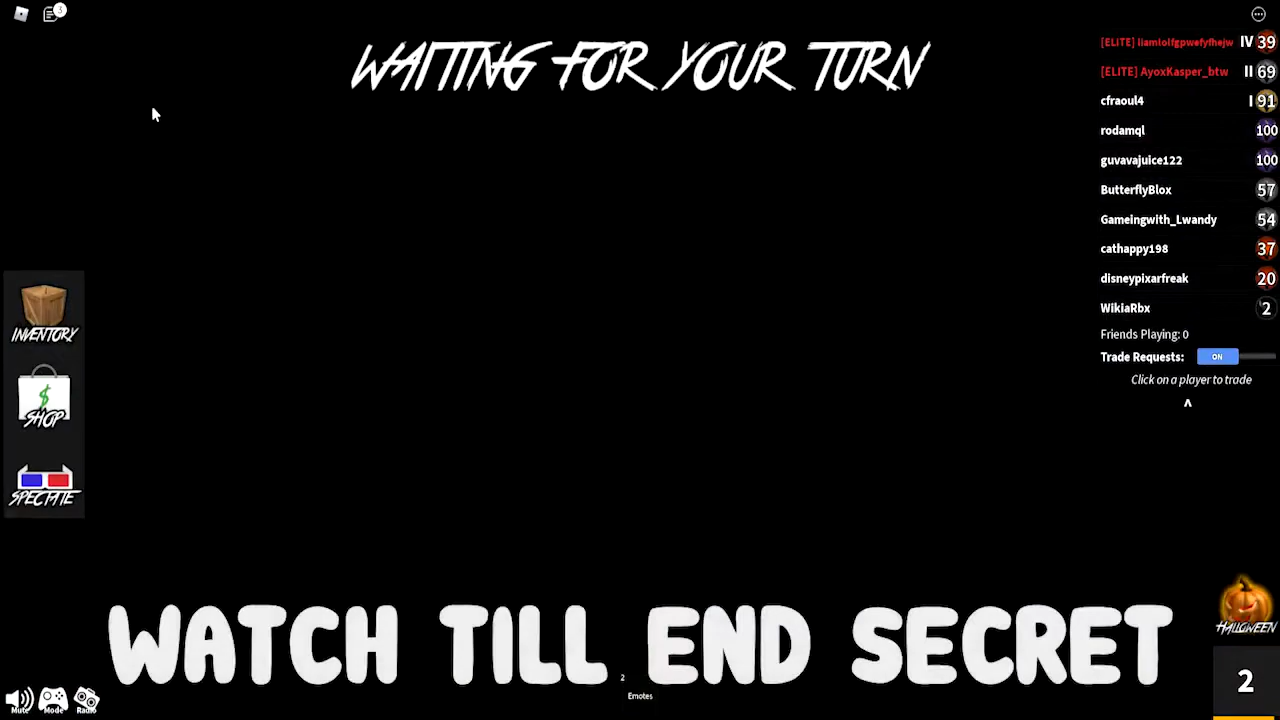 3
WAITING FOR YOUR TURN
[ELITE] IV 39
[ELITE] AyoxKasper_btw II 69
cfraoul4 I 91
rodamql 100
guvavajuice122 100
ButterflyBlox 57
Gameingwith_Lwandy 54
cathappy198 37
disneypixarfreak 20
WikiaRbx 2
Friends Playing: 0
Trade Requests: ON
Click on a player to trade
^
INVENTORY
$
SHOP
SPECTATE
HALLOWEEN
WATCH TILL END SECRET
2
Emotes
2
Mute Mode Radio